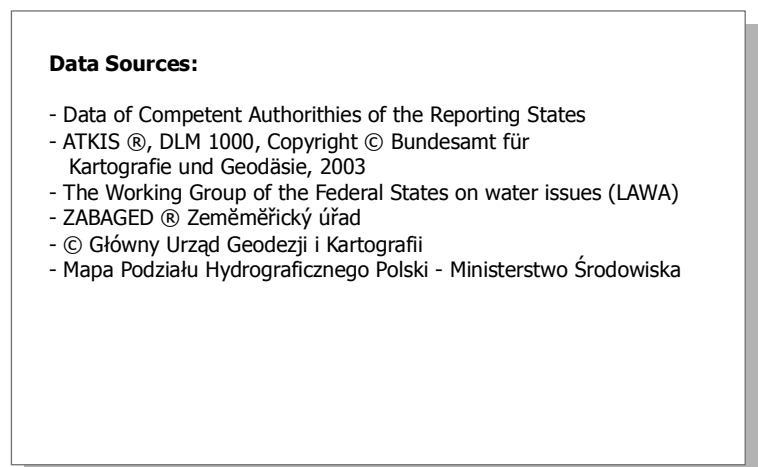 Data Sources:
- Data of Competent Authorithies of the Reporting States
- ATKIS ®, DLM 1000, Copyright © Bundesamt für
Kartografie und Geodäsie, 2003
- The Working Group of the Federal States on water issues (LAWA)
- ZABAGED ® Zeměměřický úřad
- © Główny Urząd Geodezji i Kartografii
- Mapa Podziału Hydrograficznego Polski - Ministerstwo Środowiska